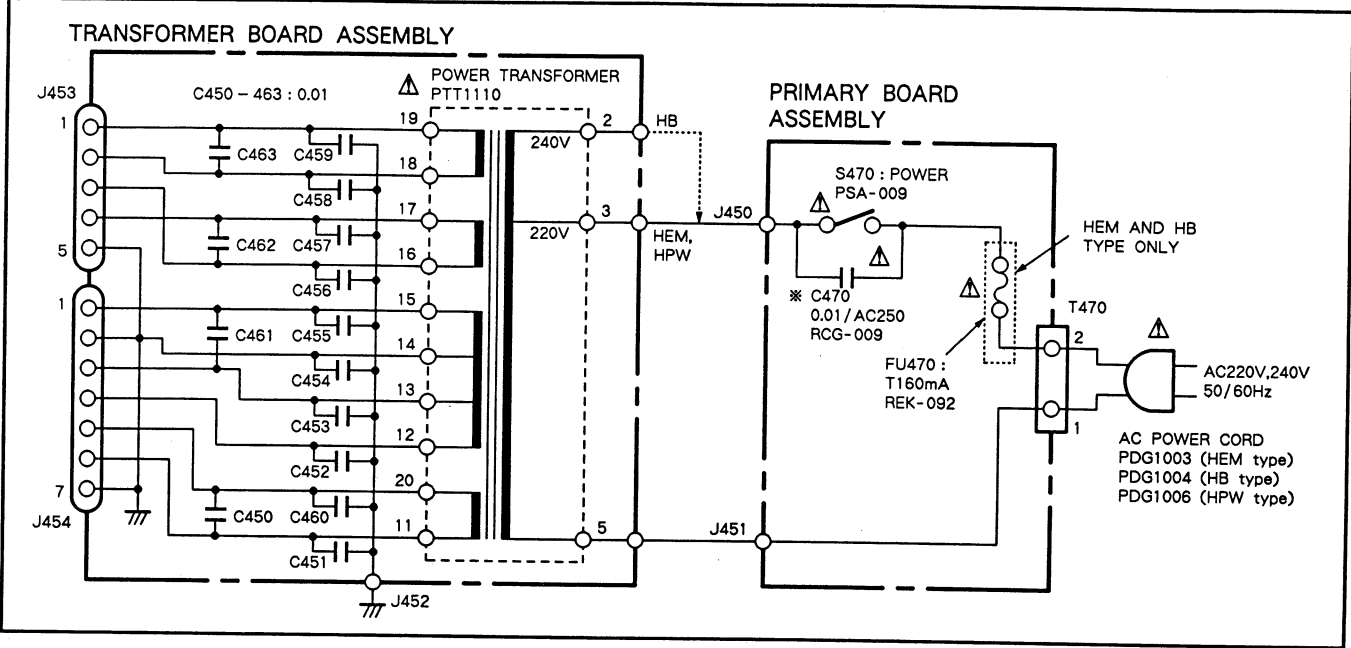 TRANSFORMER BOARD ASSEMBLY
J453
C450 - 463 : 0.01
POWER TRANSFORMER
PTT1110
PRIMARY BOARD
ASSEMBLY
1
19
2
HB
C463
C459
240V
18
S470 : POWER
PSA-009
C458
17
3
J450
HEM AND HB
TYPE ONLY
C462
C457
220V
HEM,
HPW
5
16
C456
※ C470
0.01/AC250
RCG-009
1
15
T470
C461
C455
14
2
C454
FU470 :
T160mA
REK-092
AC220V,240V
50/60Hz
13
C453
12
1
C452
AC POWER CORD
PDG1003 (HEM type)
PDG1004 (HB type)
PDG1006 (HPW type)
20
7
C450
C460
11
5
J451
J454
C451
J452